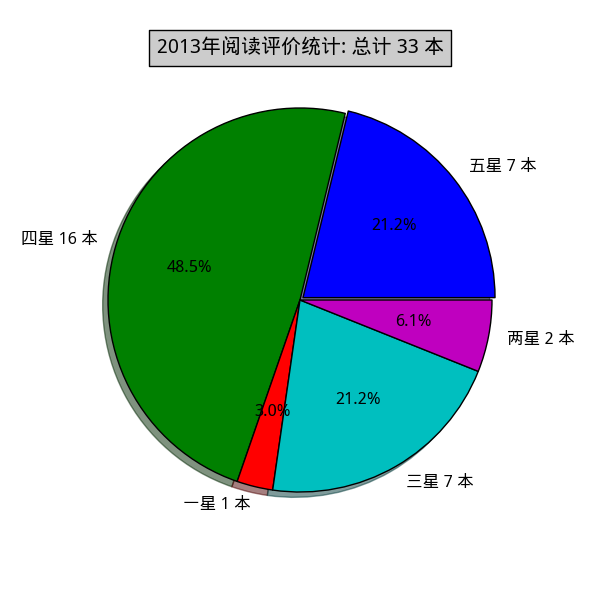 2013年阅读评价统计: 总计 33 本
五星 7 本
21.2%
四星 16 本
48.5%
6.1%
两星 2 本
21.2%
3.0%
三星 7 本
一星 1 本